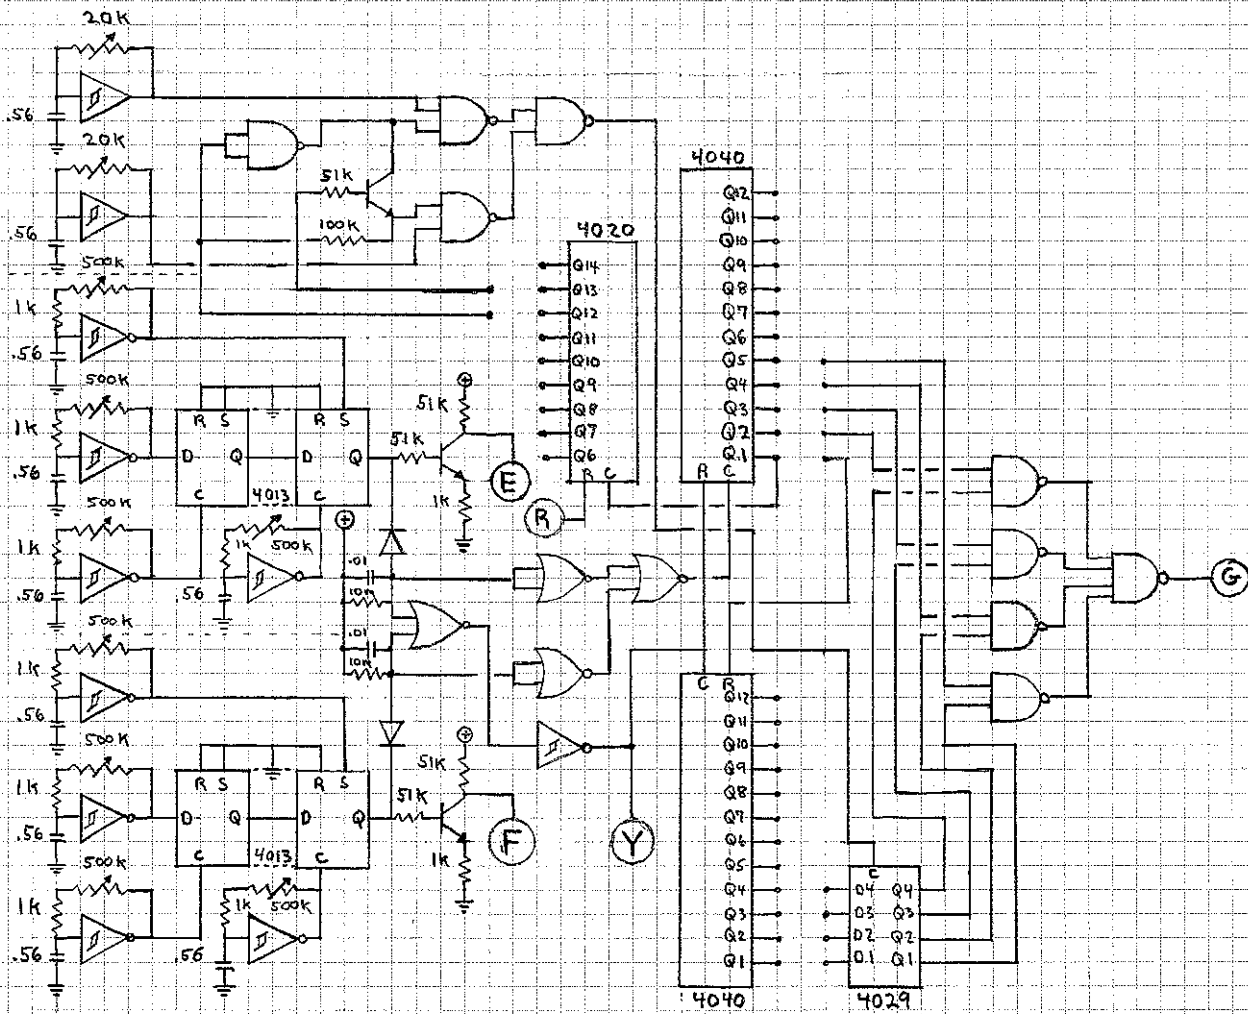 20K
.56
20K
.56
51K
100K
4040
Q12
Q11
Q10
Q9
Q8
Q7
Q6
Q5
Q4
Q3
Q2
Q1
R C
4020
Q14
Q13
Q12
Q11
Q10
Q9
Q8
Q7
Q6
R C
R
500K
1K
.56
500K
1K
.56
R S
R S
D Q
D Q
C
4013
C
51K
51K
1K
E
500K
1K
.56
1K
500K
.56
.01
10K
.01
10K
G
500K
1K
.56
500K
1K
.56
R S
R S
D Q
D Q
C
4013
C
51K
51K
1K
F
Y
500K
1K
.56
1K
500K
.56
C R
Q12
Q11
Q10
Q9
Q8
Q7
Q6
Q5
Q4
Q3
Q2
Q1
4040
C
D4 Q4
D3 Q3
D2 Q2
D1 Q1
4029